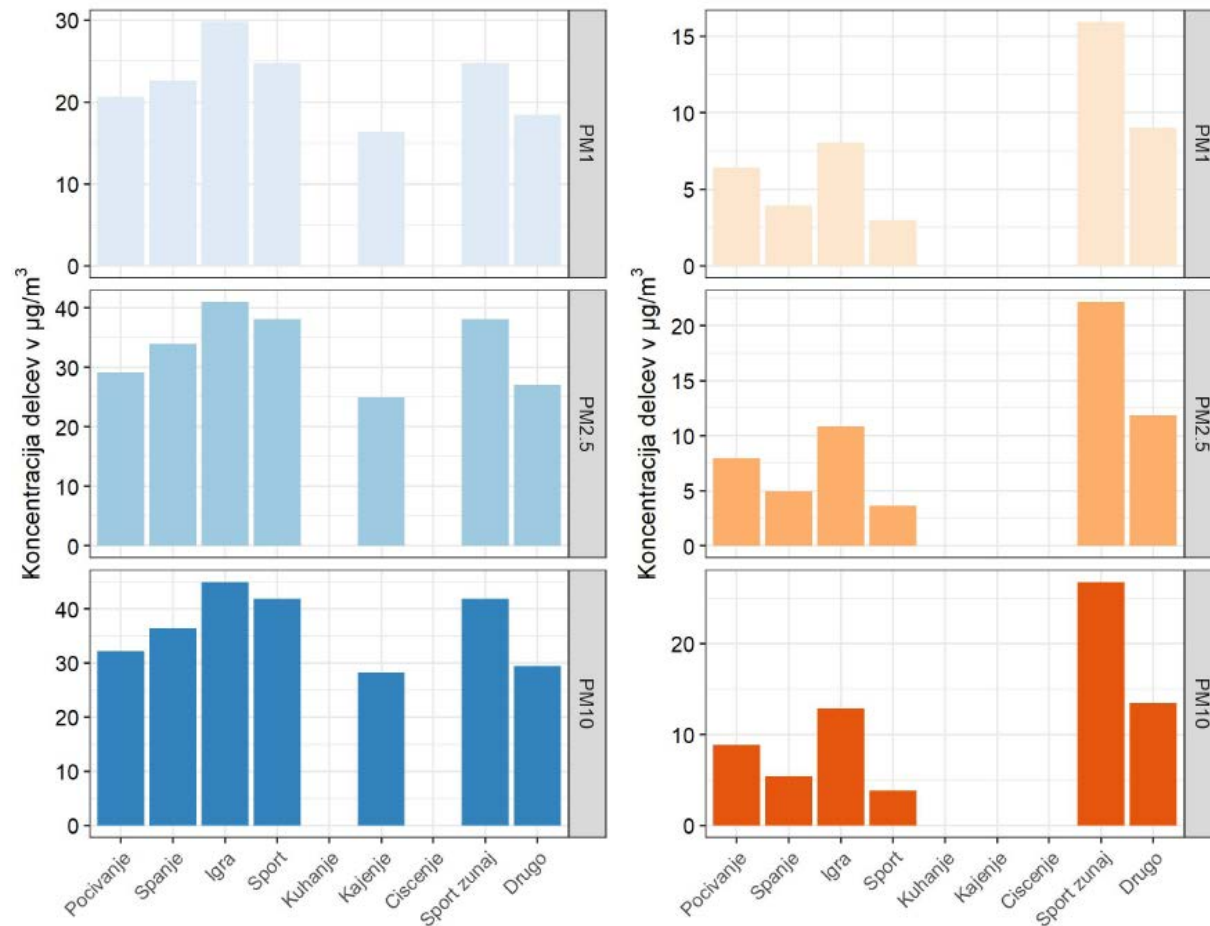 Koncentracija delcev v µg/m³
30
20
10
0
PM1
40
30
20
10
0
PM2.5
40
30
20
10
0
PM10
Pocivanje
Spanje
Igra
Sport
Kuhanje
Kajenje
Ciscenje
Sport zunaj
Drugo
Koncentracija delcev v µg/m³
15
10
5
0
PM1
20
15
10
5
0
PM2.5
20
10
0
PM10
Pocivanje
Spanje
Igra
Sport
Kuhanje
Kajenje
Ciscenje
Sport zunaj
Drugo